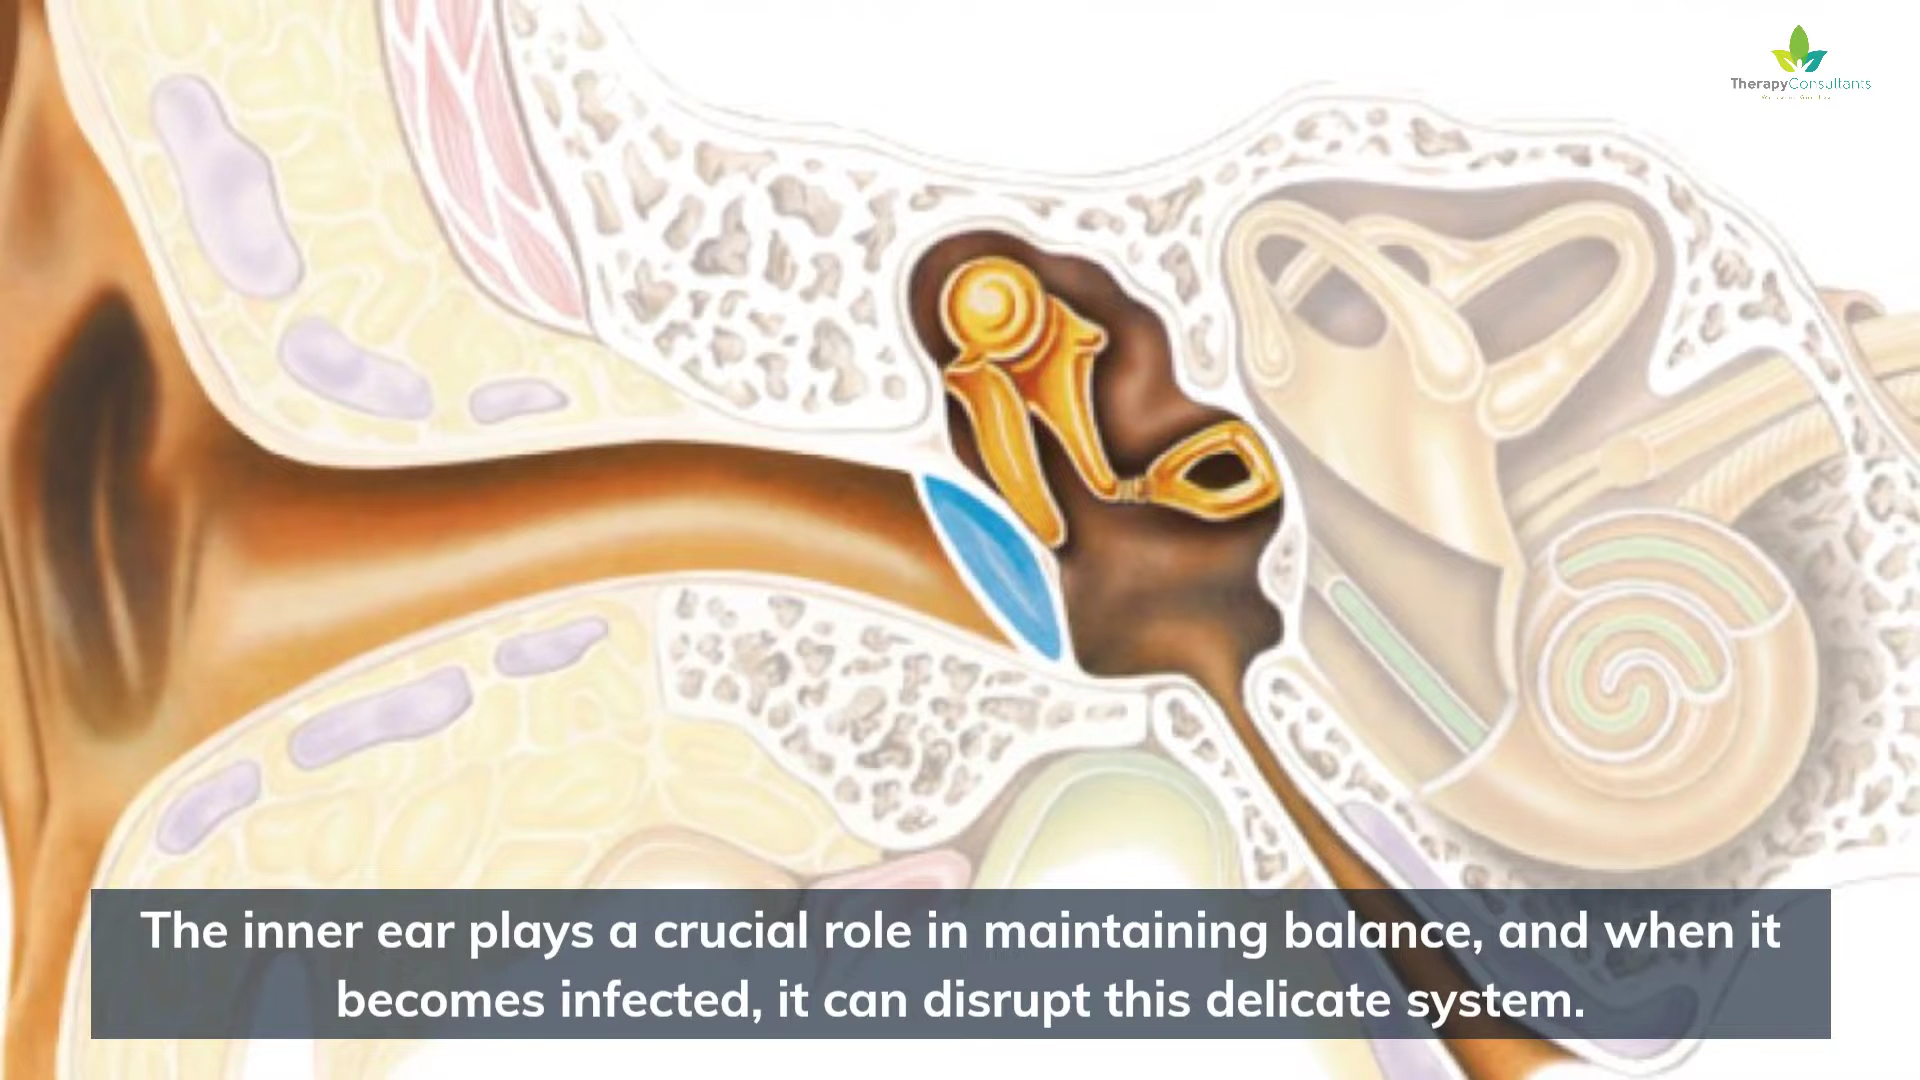 TherapyConsultants
The inner ear plays a crucial role in maintaining balance, and when it
becomes infected, it can disrupt this delicate system.